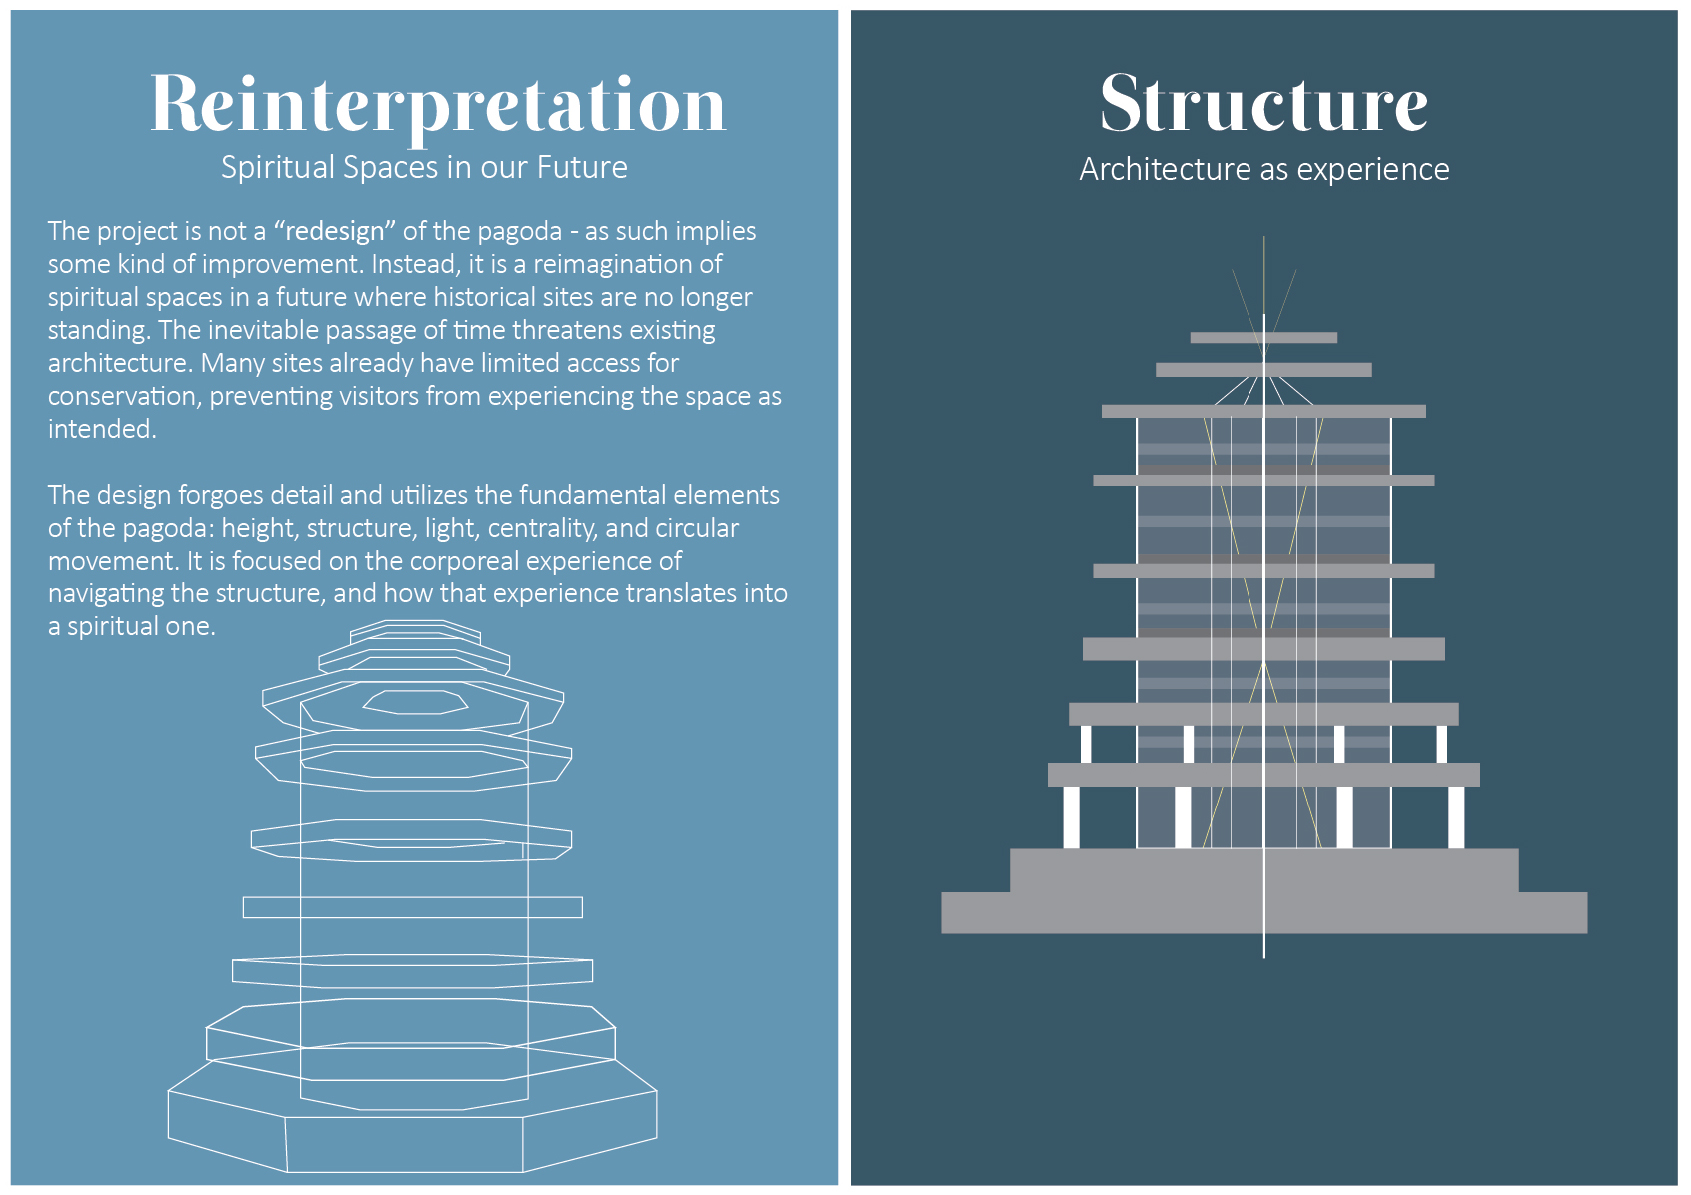 Reinterpretation
Spiritual Spaces in our Future
The project is not a “redesign” of the pagoda - as such implies
some kind of improvement. Instead, it is a reimagination of
spiritual spaces in a future where historical sites are no longer
standing. The inevitable passage of time threatens existing
architecture. Many sites already have limited access for
conservation, preventing visitors from experiencing the space as
intended.
The design forgoes detail and utilizes the fundamental elements
of the pagoda: height, structure, light, centrality, and circular
movement. It is focused on the corporeal experience of
navigating the structure, and how that experience translates into
a spiritual one.
Structure
Architecture as experience